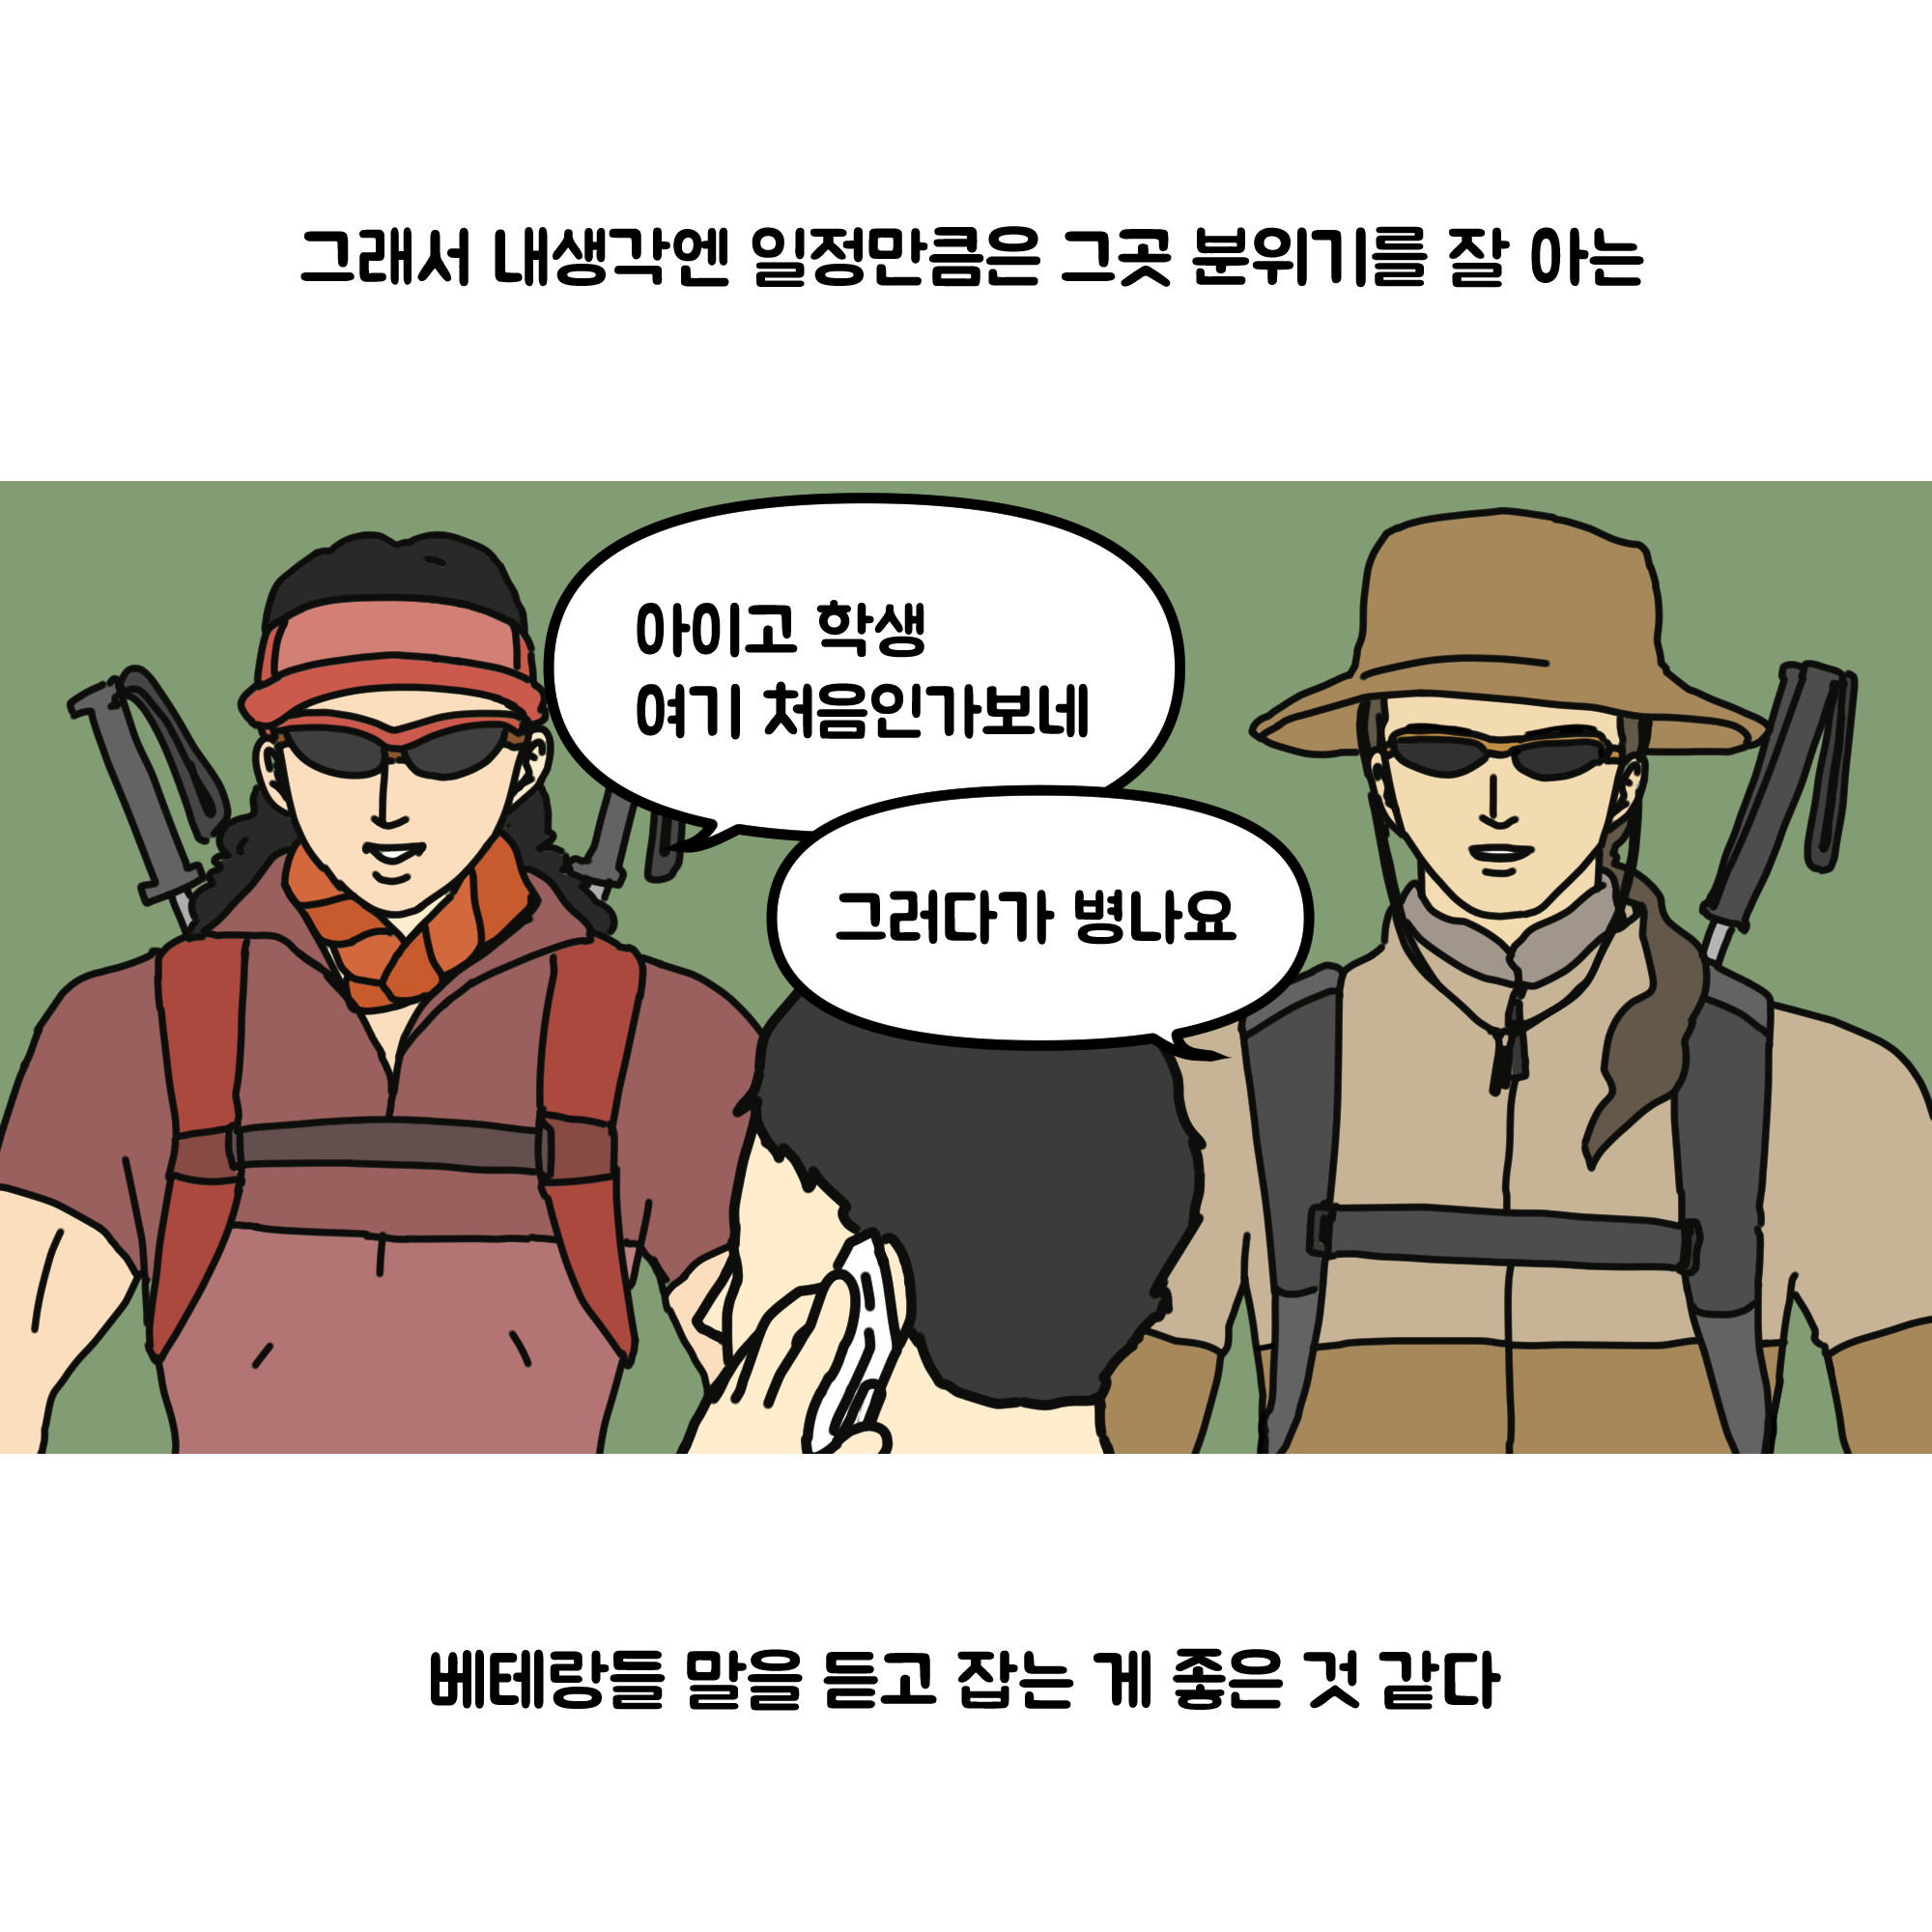 그래서 내생각엔 일정만큼은 그곳 분위기를 잘 아는
아이고 학생
여기 처음인가보네
그러다가 병나요
베테랑들 말을 듣고 잡는 게 좋은 것 같다